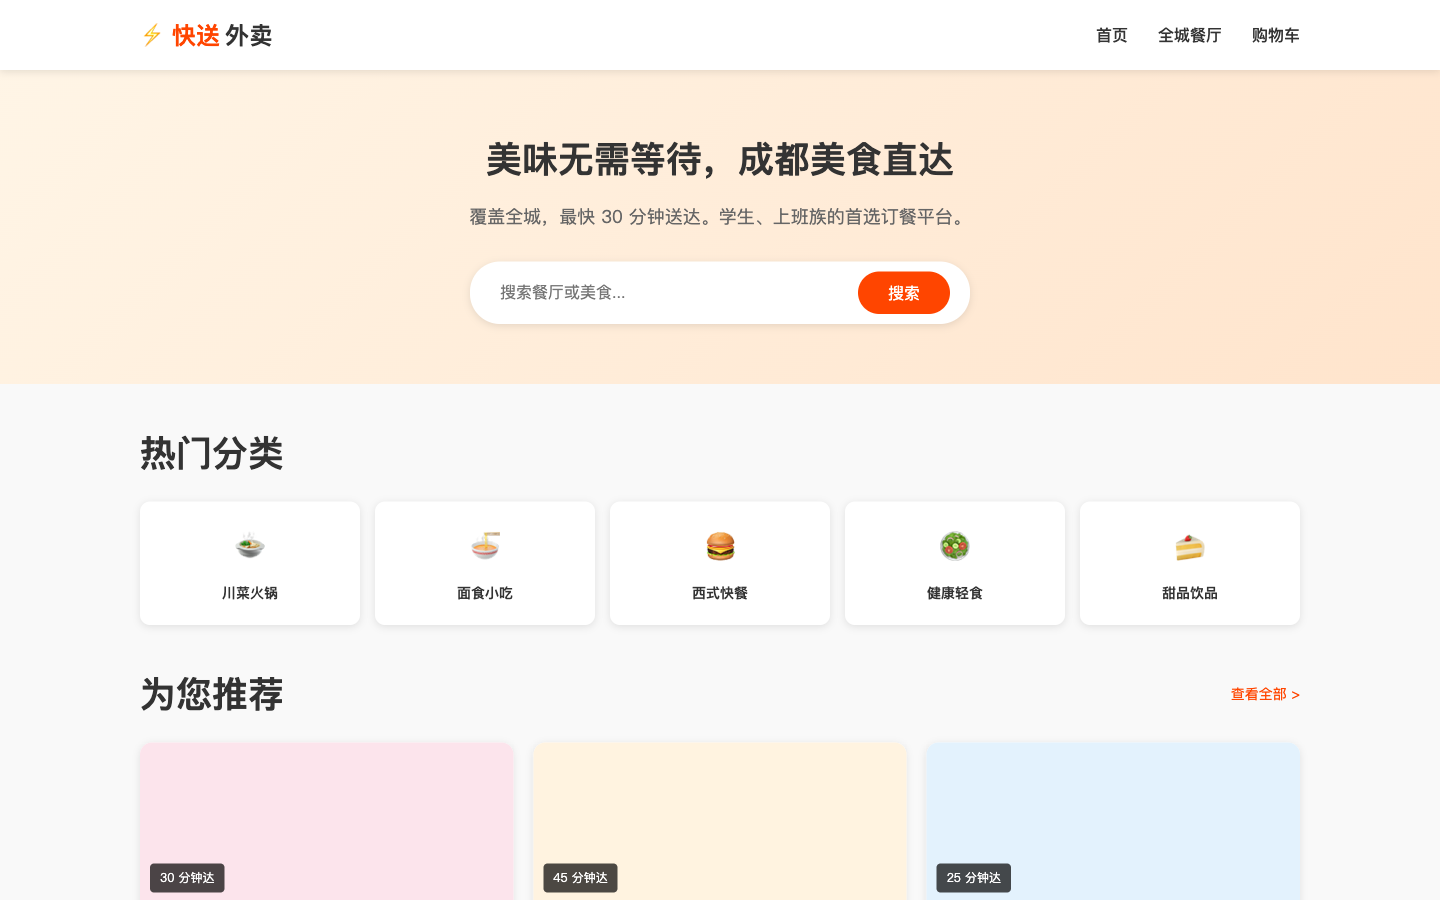 ⚡ 快送 外卖
首页 全城餐厅 购物车
美味无需等待，成都美食直达
覆盖全城，最快 30 分钟送达。学生、上班族的首选订餐平台。
搜索餐厅或美食...
搜索
热门分类
川菜火锅
面食小吃
西式快餐
健康轻食
甜品饮品
为您推荐
查看全部 >
30 分钟达
45 分钟达
25 分钟达